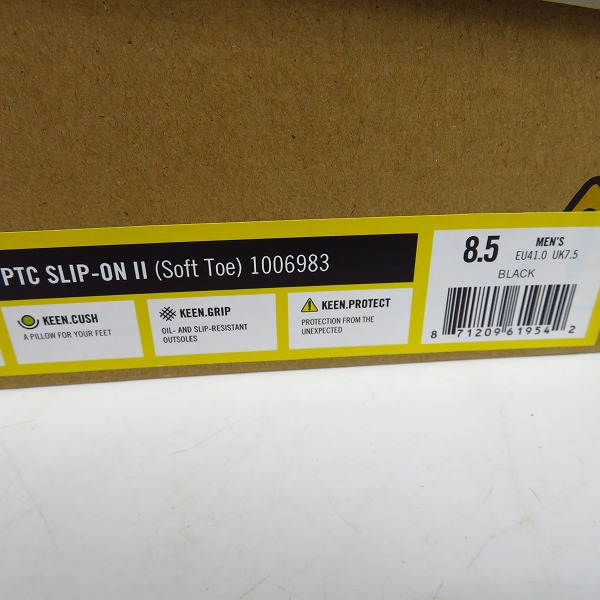 PTC SLIP-ON II (Soft Toe) 1006983
KEEN.CUSH
A PILLOW FOR YOUR FEET
KEEN.GRIP
OIL- AND SLIP-RESISTANT
OUTSOLES
KEEN.PROTECT
PROTECTION FROM THE
UNEXPECTED
8.5 MEN'S
EU41.0 UK7.5
BLACK
8 71209 61954 2